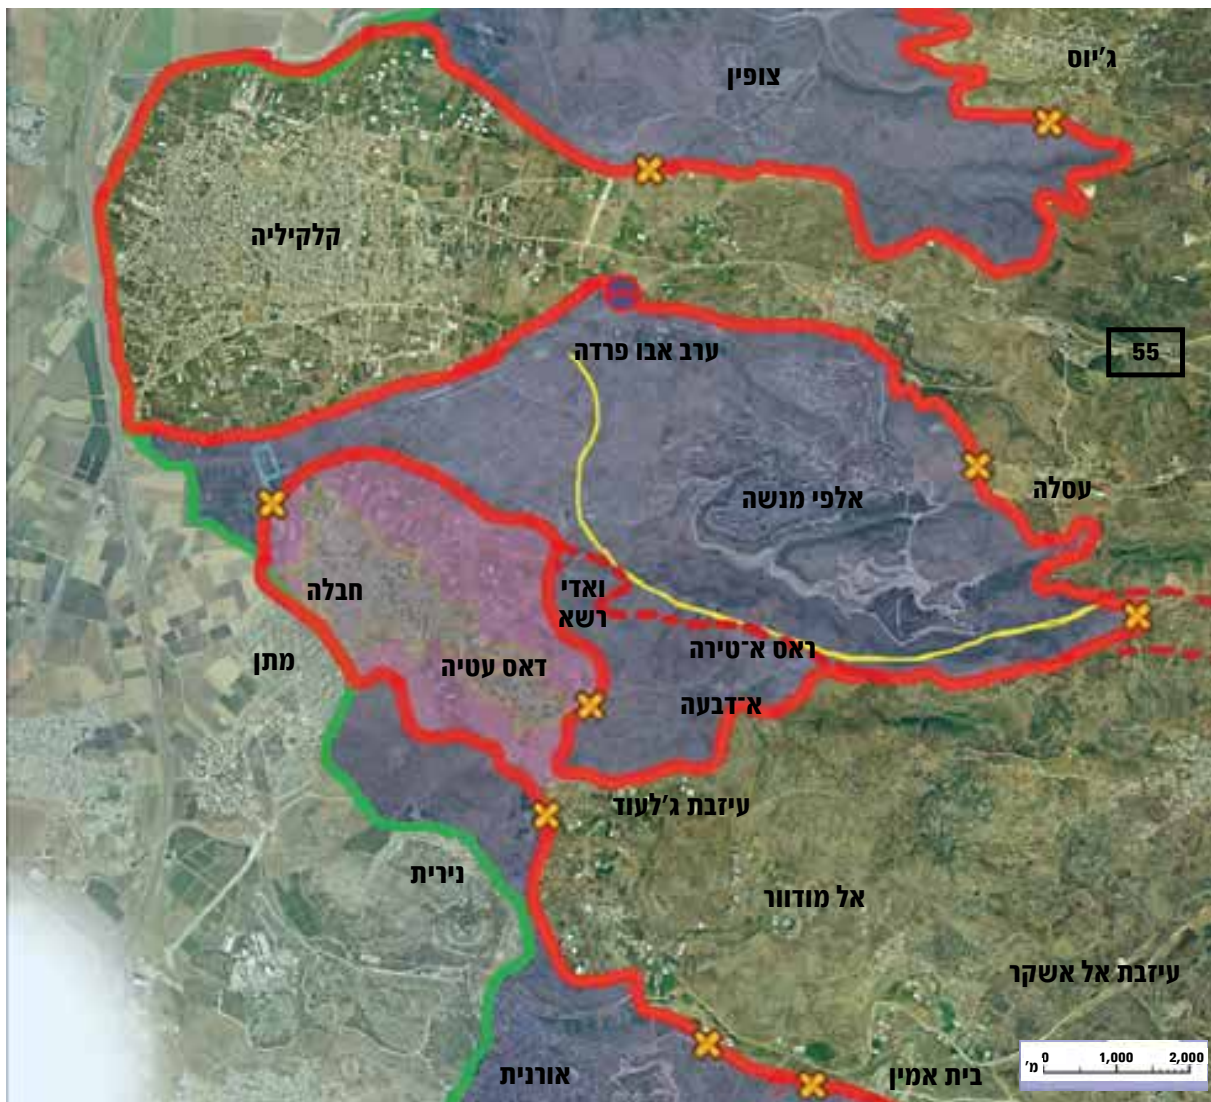 ג'יוס
צופין
קלקיליה
ערב אבו פרדה
55
עסלה
אלפי מנשה
חבלה
ואדי
רשא
ראס א־טירה
מתן
דאס עטיה
א־דבעה
עיזבת ג'לעוד
נירית
אל מודוור
עיזבת אל אשקר
אורנית
בית אמין
מ' 0 1,000 2,000